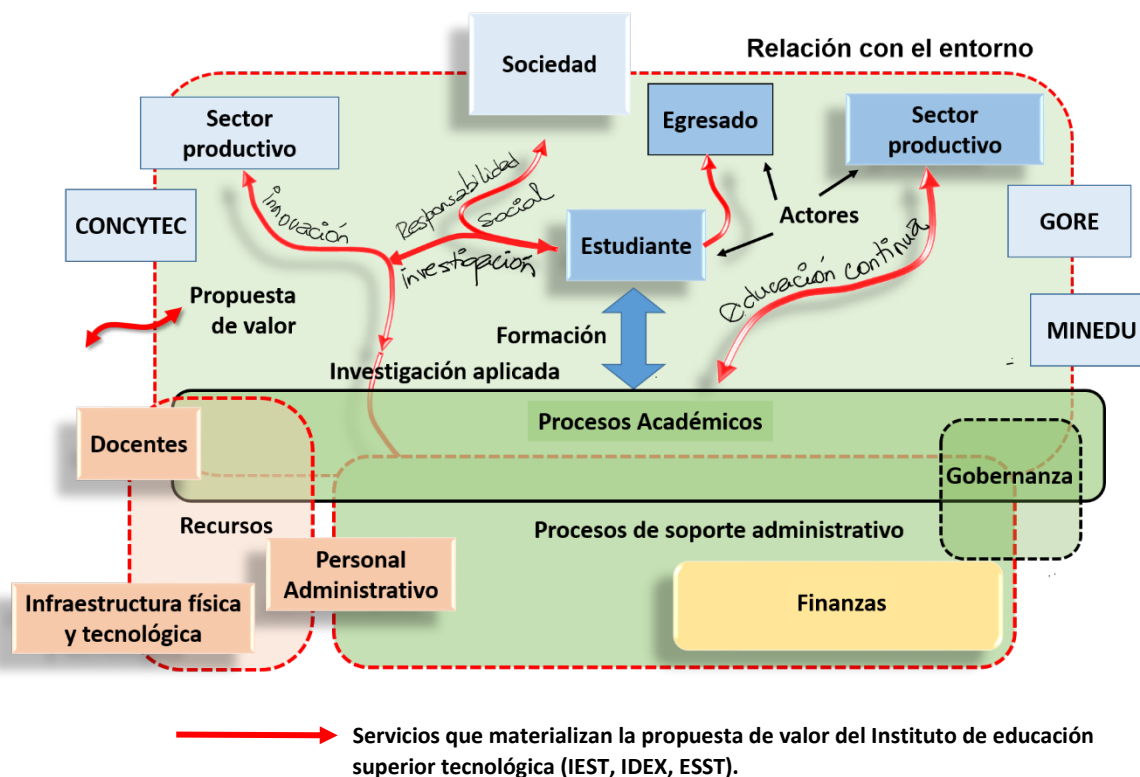 Relación con el entorno
Sociedad
Sector
productivo
Egresado
Sector
productivo
CONCYTEC
innovación
Responsabilidad
Social
investigación
Estudiante
Actores
educación continua
GORE
MINEDU
Propuesta
de valor
Formación
Investigación aplicada
Procesos Académicos
Docentes
Gobernanza
Recursos
Procesos de soporte administrativo
Personal
Administrativo
Infraestructura física
y tecnológica
Finanzas
Servicios que materializan la propuesta de valor del Instituto de educación
superior tecnológica (IEST, IDEX, ESST).